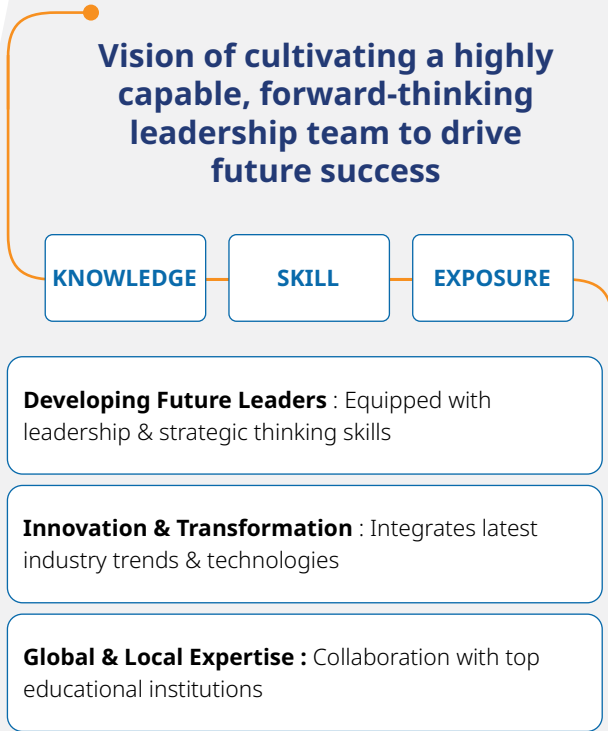 Vision of cultivating a highly
capable, forward-thinking
leadership team to drive
future success
KNOWLEDGE
SKILL
EXPOSURE
Developing Future Leaders : Equipped with
leadership & strategic thinking skills
Innovation & Transformation : Integrates latest
industry trends & technologies
Global & Local Expertise : Collaboration with top
educational institutions